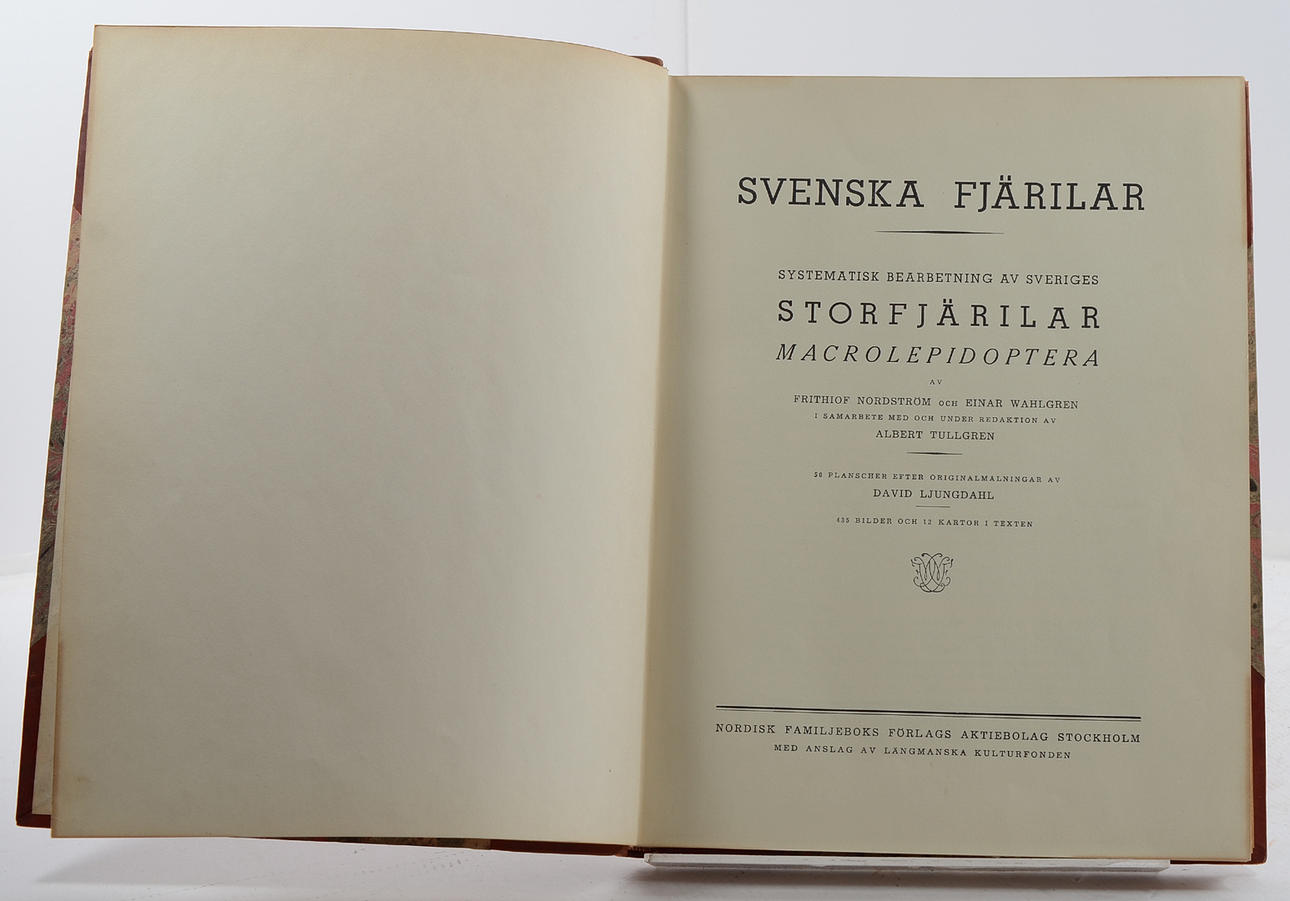 SVENSKA FJÄRILAR
SYSTEMATISK BEARBETNING AV SVERIGES
STORFJÄRILAR
MACROLEPIDOPTERA
AV
FRITHIOF NORDSTRÖM OCH EINAR WAHLGREN
I SAMARBETE MED OCH UNDER REDAKTION AV
ALBERT TULLGREN
50 PLANSCHER EFTER ORIGINALMÅLNINGAR AV
DAVID LJUNGDAHL
435 BILDER OCH 12 KARTOR I TEXTEN
NORDISK FAMILJEBOKS FÖRLAGS AKTIEBOLAG STOCKHOLM
MED ANSLAG AV LÅNGMANSKA KULTURFONDEN